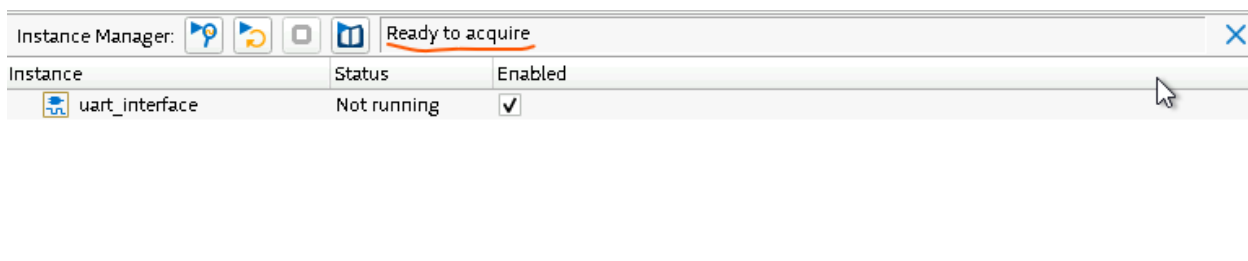 Instance Manager: Ready to acquire
Instance Status Enabled
uart_interface Not running